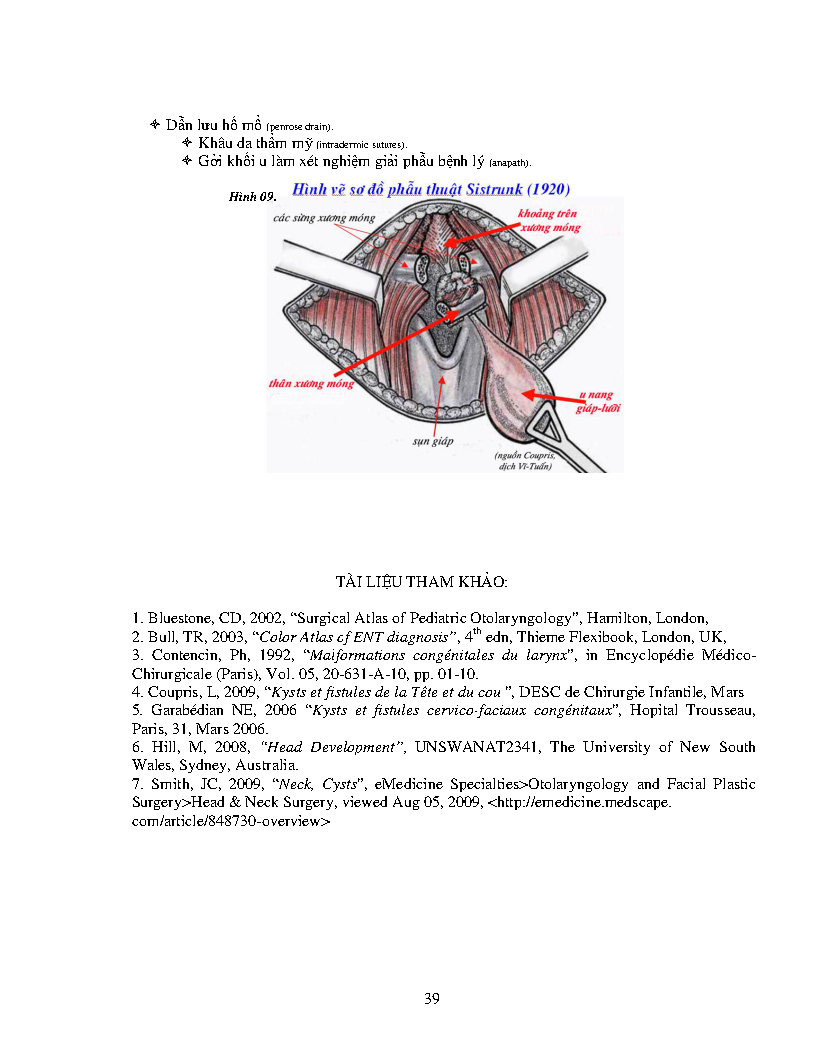 ✧ Dẫn lưu hố mổ (penrose drain).
✧ Khâu da thẩm mỹ (intradermic sutures).
✧ Gởi khối u làm xét nghiệm giải phẫu bệnh lý (anapath).
Hình 09. Hình vẽ sơ đồ phẫu thuật Sistrunk (1920)
các sừng xương móng
khoảng trên
xương móng
thân xương móng
u nang
giáp-lưỡi
sụn giáp
(nguồn Coupris,
dịch Vĩ-Tuấn)
TÀI LIỆU THAM KHẢO:
1. Bluestone, CD, 2002, “Surgical Atlas of Pediatric Otolaryngology”, Hamilton, London,
2. Bull, TR, 2003, “Color Atlas of ENT diagnosis”, 4th edn, Thieme Flexibook, London, UK,
3. Contencin, Ph, 1992, “Malformations congénitales du larynx”, in Encyclopédie Médico-
Chirurgicale (Paris), Vol. 05, 20-631-A-10, pp. 01-10.
4. Coupris, L, 2009, “Kysts et fistules de la Tête et du cou ”, DESC de Chirurgie Infantile, Mars
5. Garabédian NE, 2006 “Kysts et fistules cervico-faciaux congénitaux”, Hopital Trousseau,
Paris, 31, Mars 2006.
6. Hill, M, 2008, “Head Development”, UNSWANAT2341, The University of New South
Wales, Sydney, Australia.
7. Smith, JC, 2009, “Neck, Cysts”, eMedicine Specialties>Otolaryngology and Facial Plastic
Surgery>Head & Neck Surgery, viewed Aug 05, 2009, <http://emedicine.medscape.
com/article/848730-overview>
39